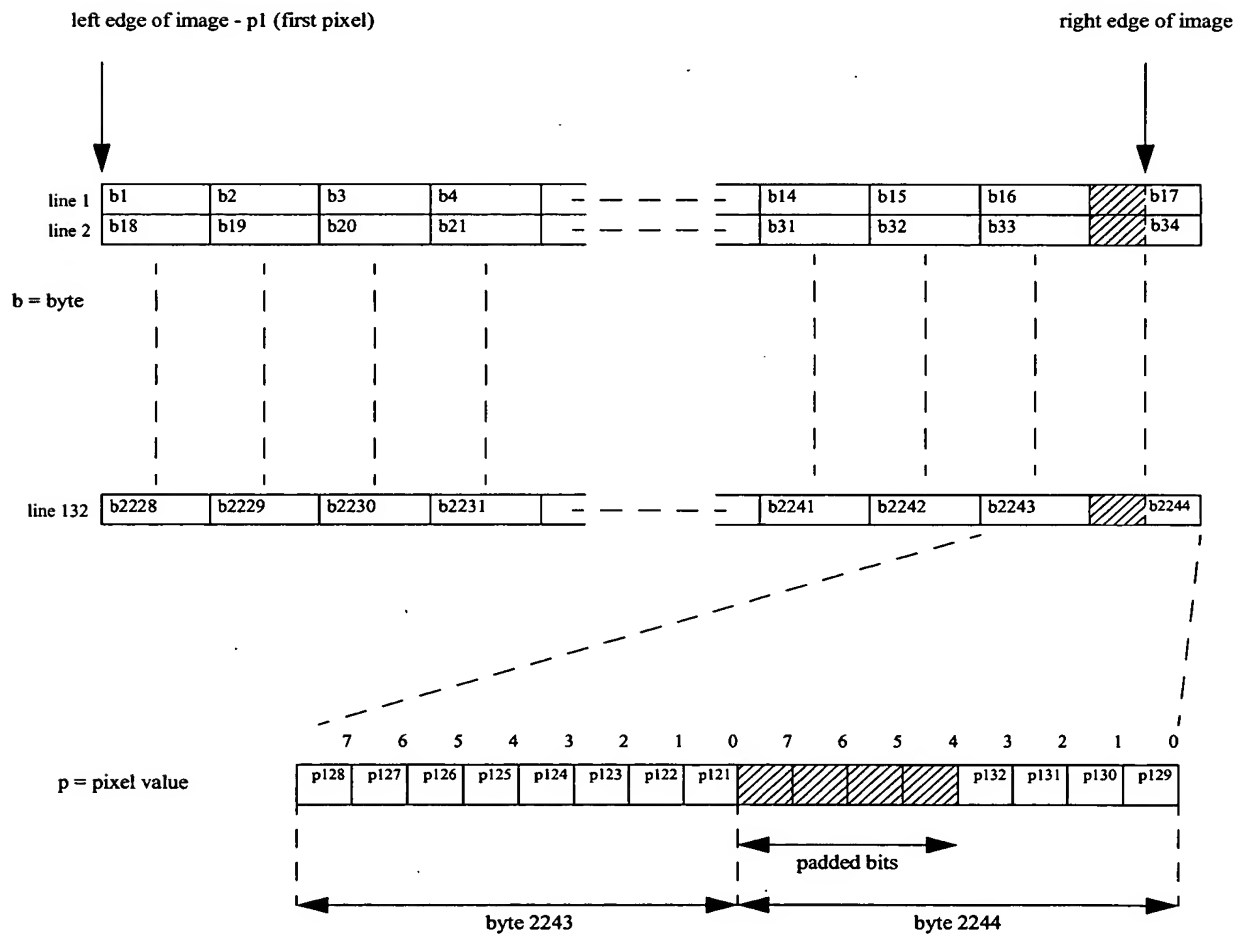 left edge of image - p1 (first pixel)
right edge of image
line 1
b1 b2 b3 b4 b14 b15 b16 b17
line 2
b18 b19 b20 b21 b31 b32 b33 b34
b = byte
line 132
b2228 b2229 b2230 b2231 b2241 b2242 b2243 b2244
7 6 5 4 3 2 1 0 7 6 5 4 3 2 1 0
p = pixel value
p128 p127 p126 p125 p124 p123 p122 p121 p132 p131 p130 p129
padded bits
byte 2243
byte 2244